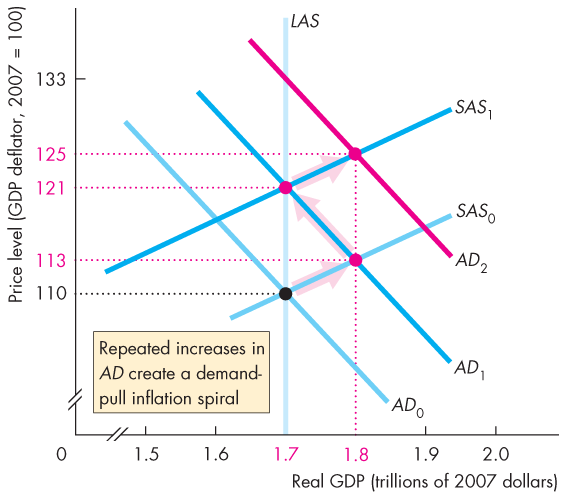 Price level (GDP deflator, 2007 = 100)
LAS
133
SAS1
125
121
SAS0
113
AD2
110
Repeated increases in
AD create a demand-
pull inflation spiral
AD1
AD0
0
1.5
1.6
1.7
1.8
1.9
2.0
Real GDP (trillions of 2007 dollars)